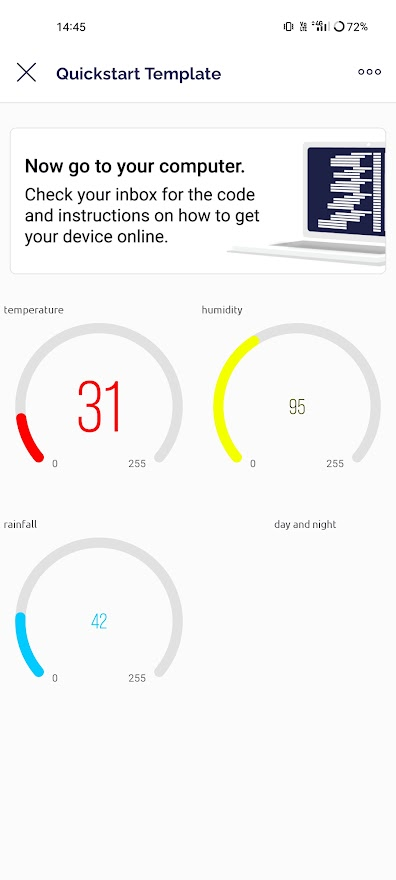 14:45
72%
Quickstart Template
Now go to your computer.
Check your inbox for the code
and instructions on how to get
your device online.
temperature
humidity
31
95
0
255
0
255
rainfall
day and night
42
0
255